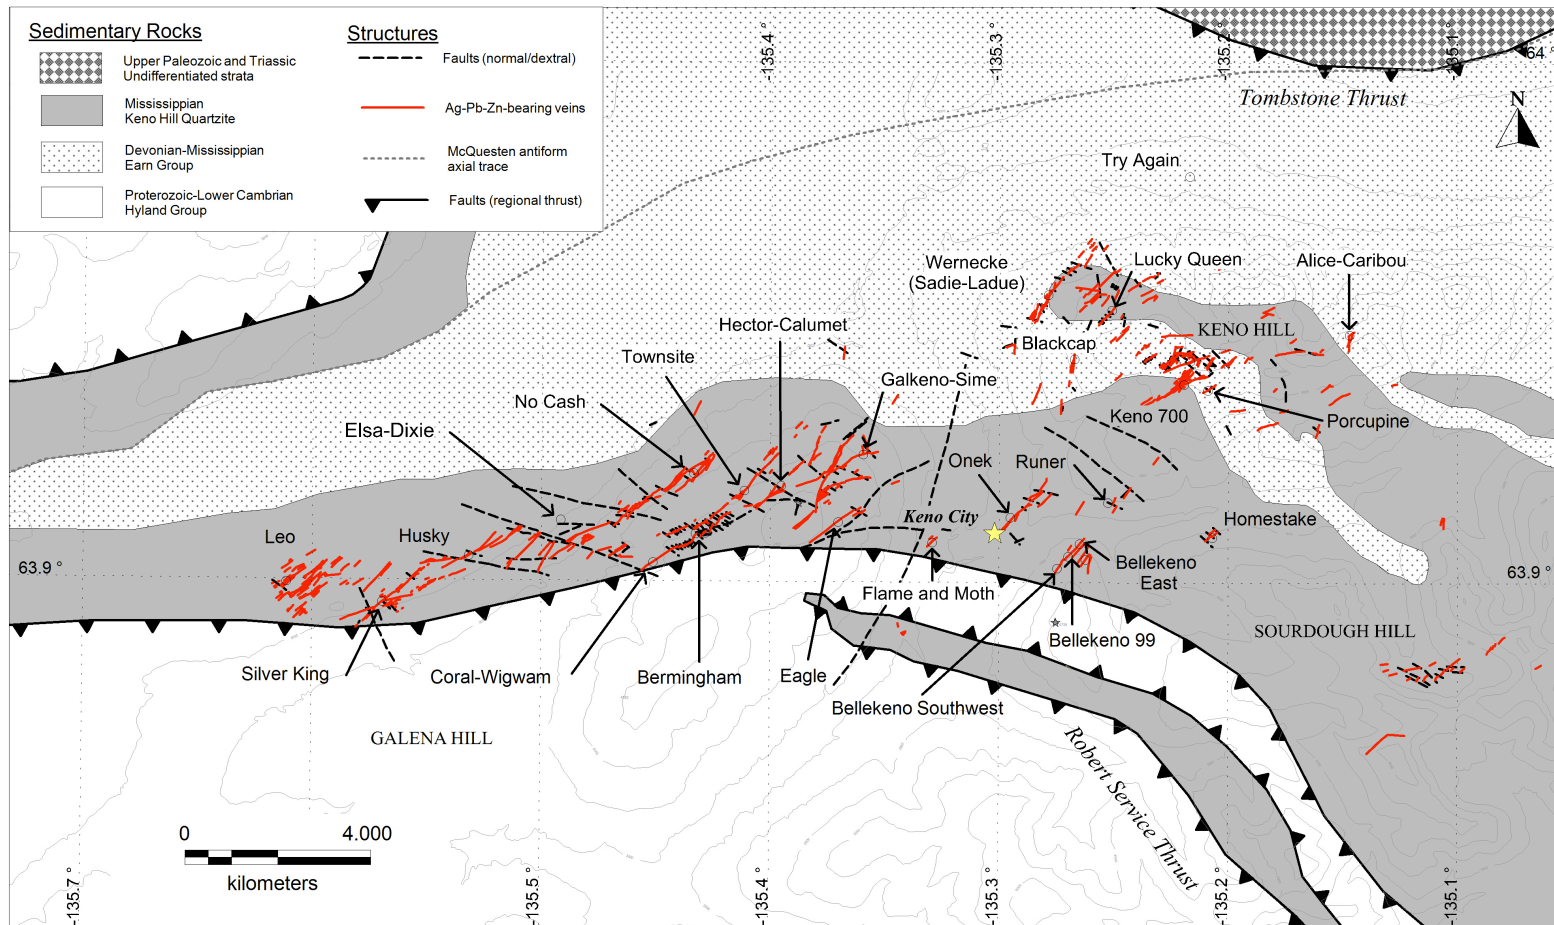 Sedimentary Rocks
Upper Paleozoic and Triassic
Undifferentiated strata
Mississippian
Keno Hill Quartzite
Devonian-Mississippian
Earn Group
Proterozoic-Lower Cambrian
Hyland Group
Structures
Faults (normal/dextral)
Ag-Pb-Zn-bearing veins
McQuesten antiform
axial trace
Faults (regional thrust)
-135.4 °
-135.3 °
-135.2 °
-135.1 °
64 °
Tombstone Thrust
N
Try Again
Wernecke
(Sadie-Ladue)
Lucky Queen
Alice-Caribou
Hector-Calumet
KENO HILL
Blackcap
Townsite
Galkeno-Sime
No Cash
Keno 700
Porcupine
Elsa-Dixie
Onek
Runer
Keno City
Homestake
Leo
Husky
63.9 °
63.9 °
Bellekeno
East
Flame and Moth
SOURDOUGH HILL
Bellekeno 99
Silver King
Coral-Wigwam
Bermingham
Eagle
Bellekeno Southwest
GALENA HILL
Robert Service Thrust
0
4.000
kilometers
-135.7 °
-135.5 °
-135.4 °
-135.3 °
-135.2 °
-135.1 °